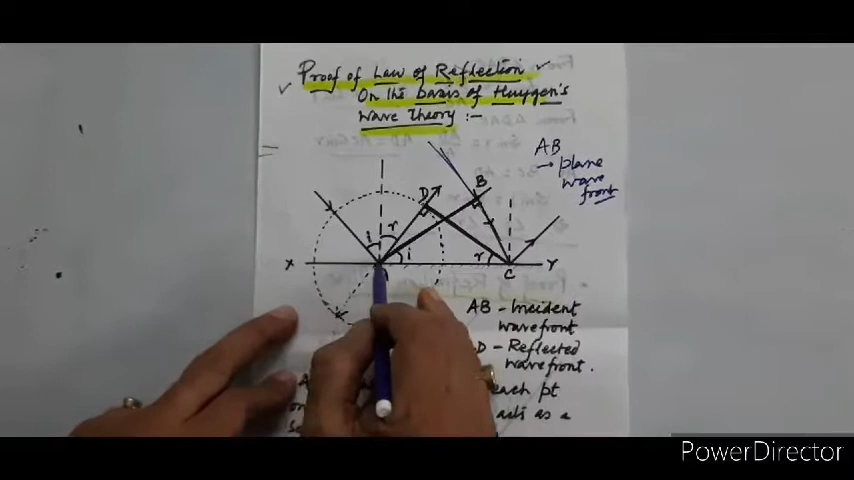 Proof of Law of Reflection
On the basis of Huygen's
Wave Theory :-
AB
→ plane
wave
front
D
B
i
r
i
r
X
Y
C
AB - Incident
wavefront
D - Reflected
wavefront.
each pt
acts as a
PowerDirector